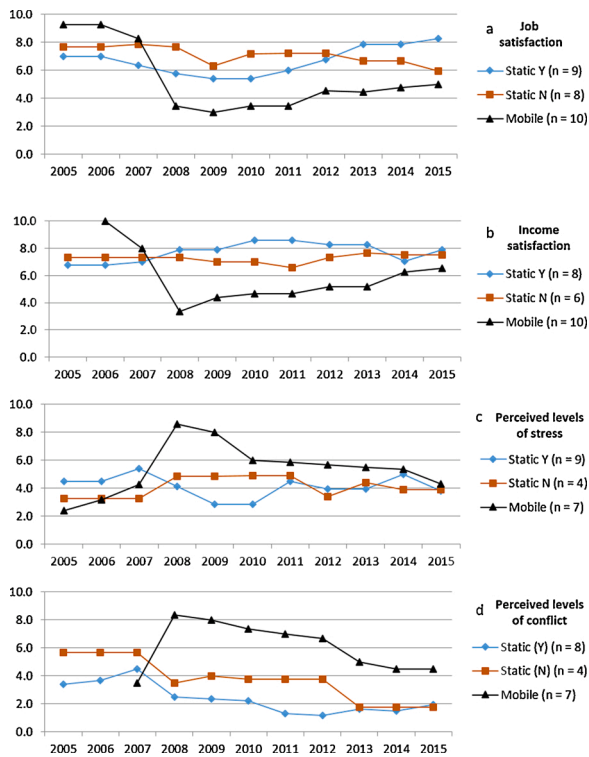 10.0
8.0
6.0
4.0
2.0
0.0
2005 2006 2007 2008 2009 2010 2011 2012 2013 2014 2015
a Job
satisfaction
Static Y (n = 9)
Static N (n = 8)
Mobile (n = 10)
10.0
8.0
6.0
4.0
2.0
0.0
2005 2006 2007 2008 2009 2010 2011 2012 2013 2014 2015
b Income
satisfaction
Static Y (n = 8)
Static N (n = 6)
Mobile (n = 10)
10.0
8.0
6.0
4.0
2.0
0.0
2005 2006 2007 2008 2009 2010 2011 2012 2013 2014 2015
c Perceived levels
of stress
Static Y (n = 9)
Static N (n = 4)
Mobile (n = 7)
10.0
8.0
6.0
4.0
2.0
0.0
2005 2006 2007 2008 2009 2010 2011 2012 2013 2014 2015
d Perceived levels
of conflict
Static (Y) (n = 8)
Static (N) (n = 4)
Mobile (n = 7)